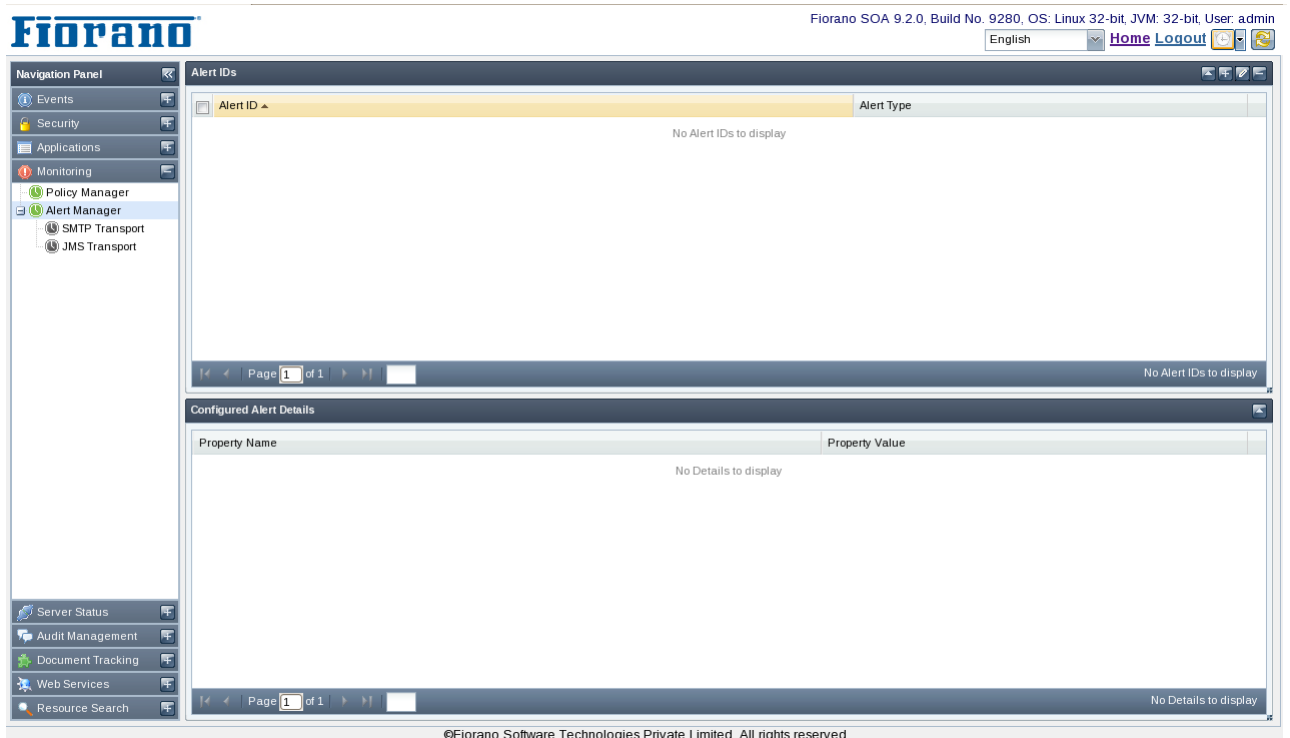 Fiorano
Fiorano SOA 9.2.0, Build No. 9280, OS: Linux 32-bit, JVM: 32-bit, User: admin
English Home Logout
Navigation Panel
Events
Security
Applications
Monitoring
Policy Manager
Alert Manager
SMTP Transport
JMS Transport
Server Status
Audit Management
Document Tracking
Web Services
Resource Search
Alert IDs
Alert ID Alert Type
No Alert IDs to display
Page 1 of 1 No Alert IDs to display
Configured Alert Details
Property Name Property Value
No Details to display
Page 1 of 1 No Details to display
©Fiorano Software Technologies Private Limited. All rights reserved